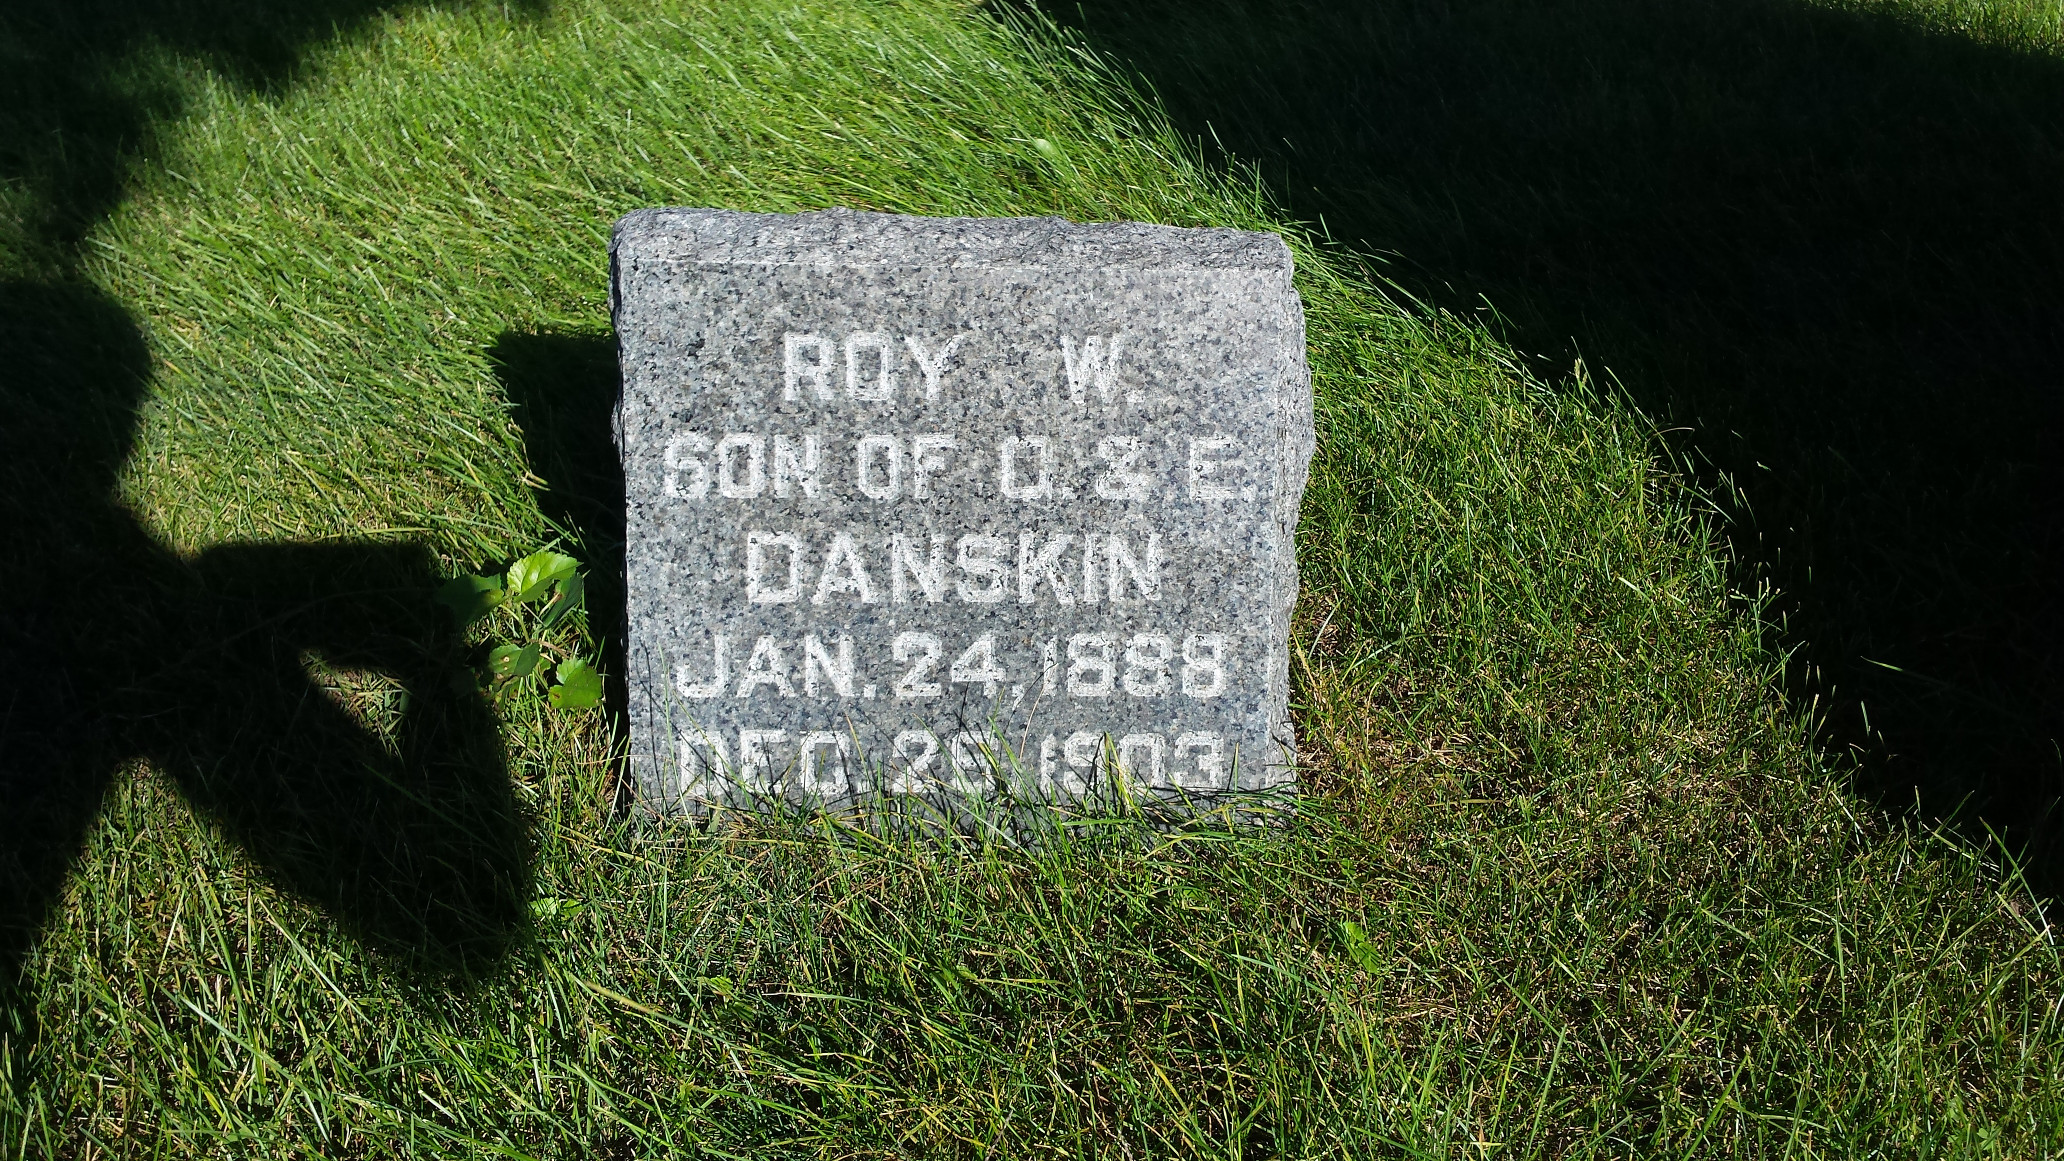 ROY W.
SON OF O. & E.
DANSKIN
JAN. 24, 1888
DEC. 1903